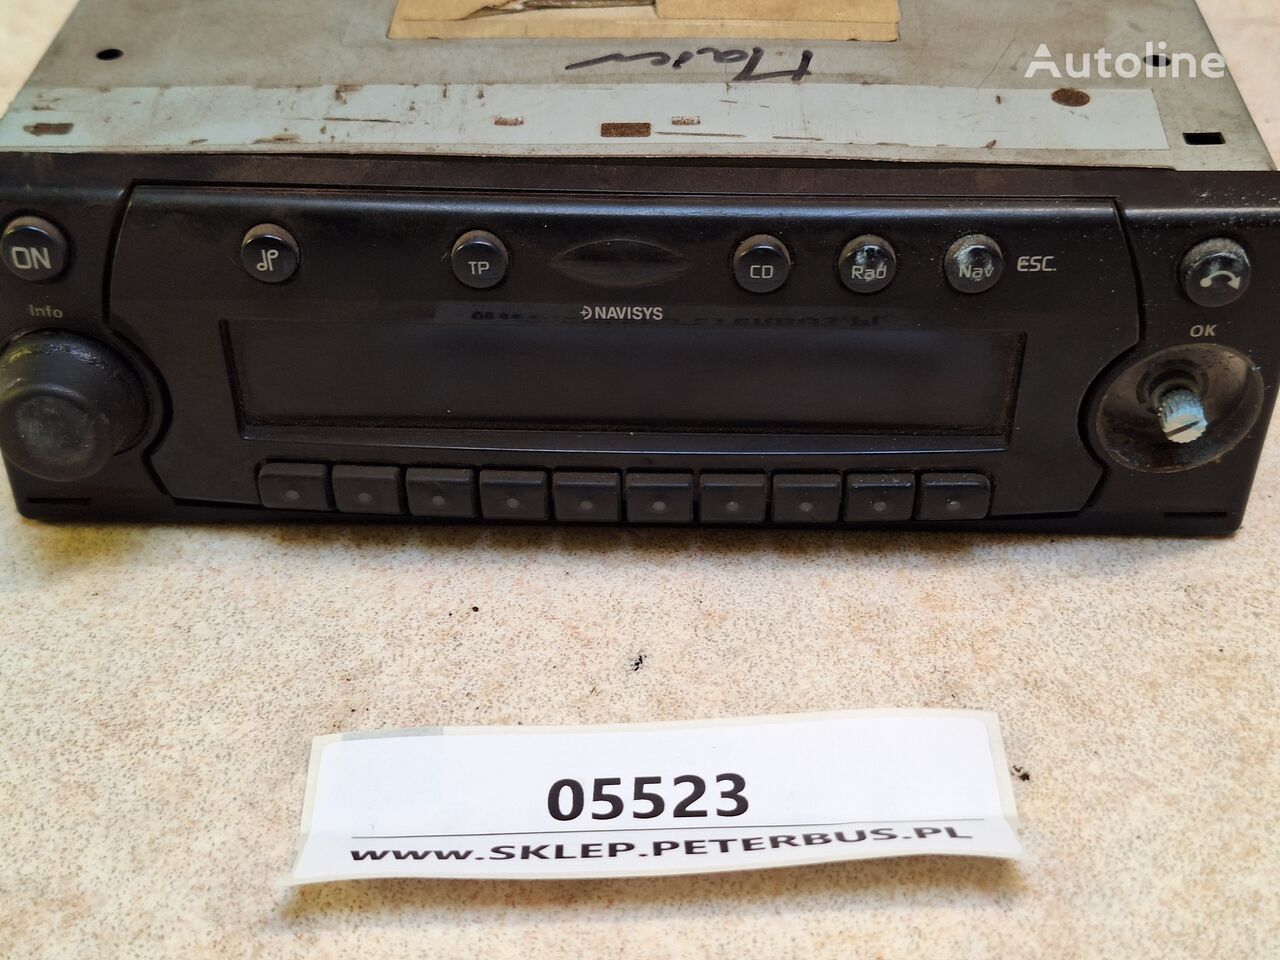 Autoline
ON
TP
CD
Rad
Nav
ESC.
Info
NAVISYS
OK
05523
www.SKLEP.PETERBUS.PL